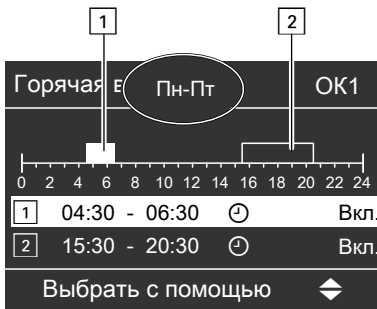 1 2
Горячая в Пн-Пт ОК1
0 2 4 6 8 10 12 14 16 18 20 22 24
1 04:30 - 06:30 Вкл.
2 15:30 - 20:30 Вкл.
Выбрать с помощью